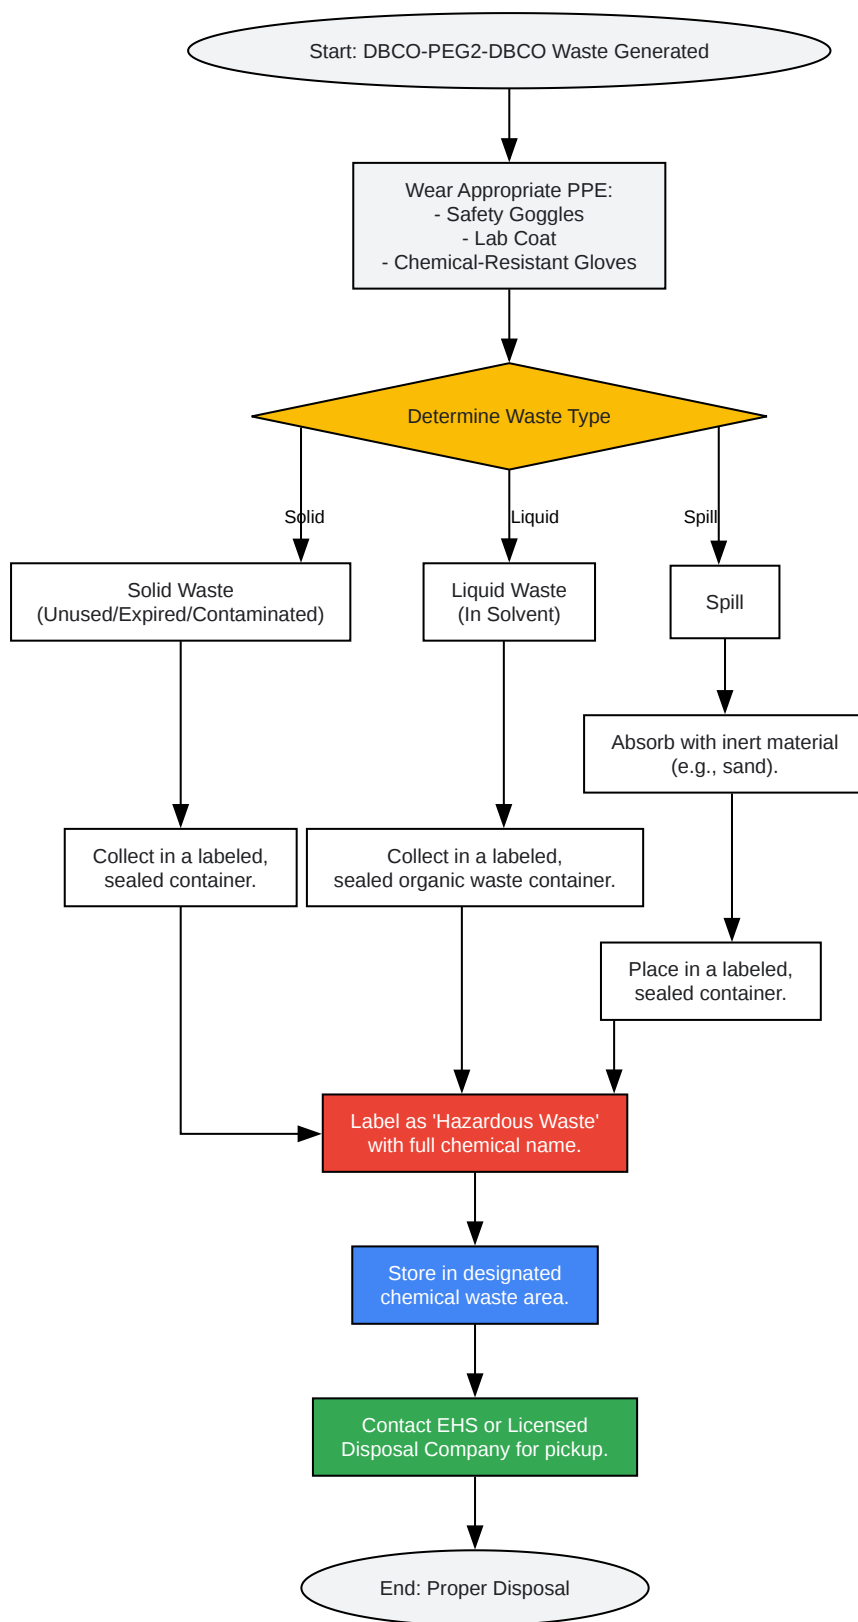 Start: DBCO-PEG2-DBCO Waste Generated
Wear Appropriate PPE:
- Safety Goggles
- Lab Coat
- Chemical-Resistant Gloves
Determine Waste Type
Solid
Liquid
Spill
Solid Waste
(Unused/Expired/Contaminated)
Liquid Waste
(In Solvent)
Spill
Absorb with inert material
(e.g., sand).
Collect in a labeled,
sealed container.
Collect in a labeled,
sealed organic waste container.
Place in a labeled,
sealed container.
Label as 'Hazardous Waste'
with full chemical name.
Store in designated
chemical waste area.
Contact EHS or Licensed
Disposal Company for pickup.
End: Proper Disposal